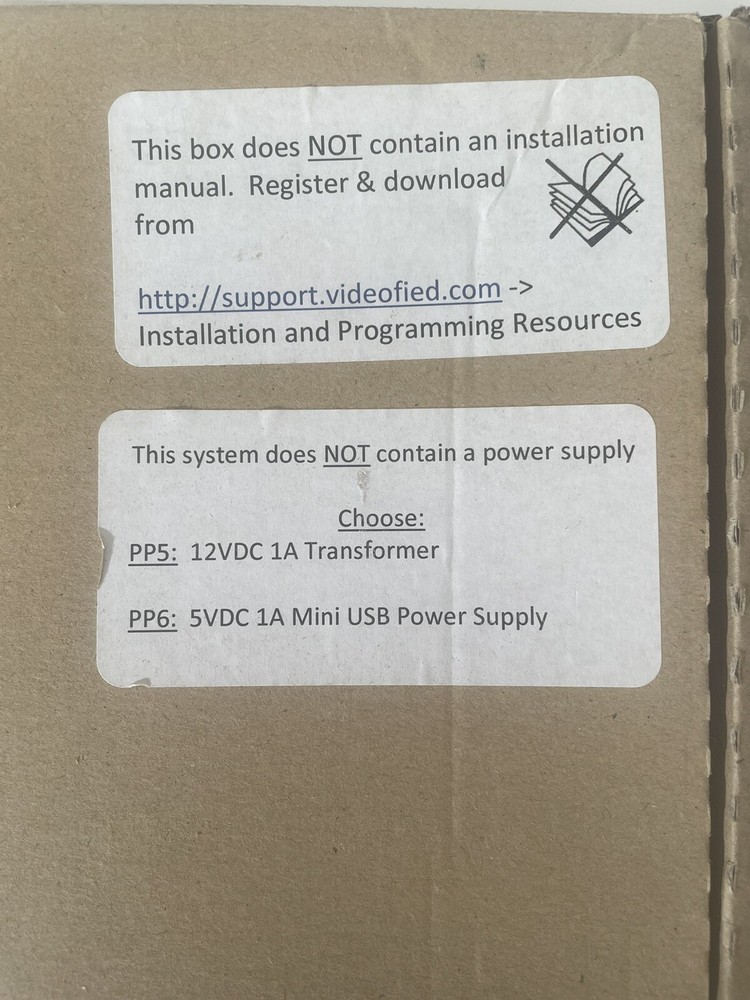 This box does NOT contain an installation
manual. Register & download
from
http://support.videofied.com ->
Installation and Programming Resources
This system does NOT contain a power supply
Choose:
PP5: 12VDC 1A Transformer
PP6: 5VDC 1A Mini USB Power Supply